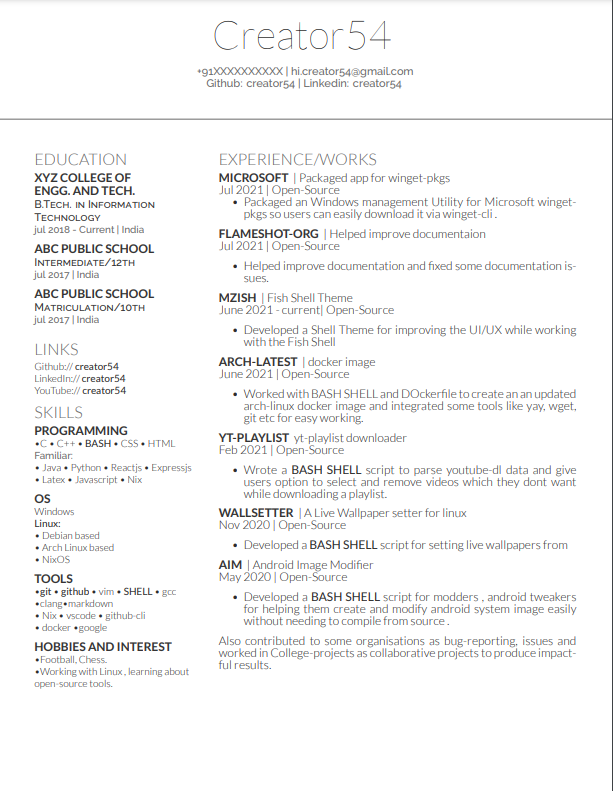 Creator54
+91XXXXXXXXXX | hi.creator54@gmail.com
Github: creator54 | Linkedin: creator54
EDUCATION
XYZ COLLEGE OF
ENGG. AND TECH.
B.Tech. in Information
Technology
jul 2018 - Current | India
ABC PUBLIC SCHOOL
Intermediate/12th
jul 2017 | India
ABC PUBLIC SCHOOL
Matriculation/10th
jul 2017 | India
LINKS
Github:// creator54
LinkedIn:// creator54
YouTube:// creator54
SKILLS
PROGRAMMING
•C • C++ • BASH • CSS • HTML
Familiar:
• Java • Python • Reactjs • Expressjs
• Latex • Javascript • Nix
OS
Windows
Linux:
• Debian based
• Arch Linux based
• NixOS
TOOLS
•git • github • vim • SHELL • gcc
•clang•markdown
• Nix • vscode • github-cli
• docker •google
HOBBIES AND INTEREST
•Football, Chess.
•Working with Linux , learning about
open-source tools.
EXPERIENCE/WORKS
MICROSOFT | Packaged app for winget-pkgs
Jul 2021 | Open-Source
• Packaged an Windows management Utility for Microsoft winget-
pkgs so users can easily download it via winget-cli .
FLAMESHOT-ORG | Helped improve documentaion
Jul 2021 | Open-Source
• Helped improve documentation and fixed some documentation is-
sues.
MZISH | Fish Shell Theme
June 2021 - current| Open-Source
• Developed a Shell Theme for improving the UI/UX while working
with the Fish Shell
ARCH-LATEST | docker image
June 2021 | Open-Source
• Worked with BASH SHELL and DOckerfile to create an an updated
arch-linux docker image and integrated some tools like yay, wget,
git etc for easy working.
YT-PLAYLIST yt-playlist downloader
Feb 2021 | Open-Source
• Wrote a BASH SHELL script to parse youtube-dl data and give
users option to select and remove videos which they dont want
while downloading a playlist.
WALLSETTER | A Live Wallpaper setter for linux
Nov 2020 | Open-Source
• Developed a BASH SHELL script for setting live wallpapers from
AIM | Android Image Modifier
May 2020 | Open-Source
• Developed a BASH SHELL script for modders , android tweakers
for helping them create and modify android system image easily
without needing to compile from source .
Also contributed to some organisations as bug-reporting, issues and
worked in College-projects as collaborative projects to produce impact-
ful results.